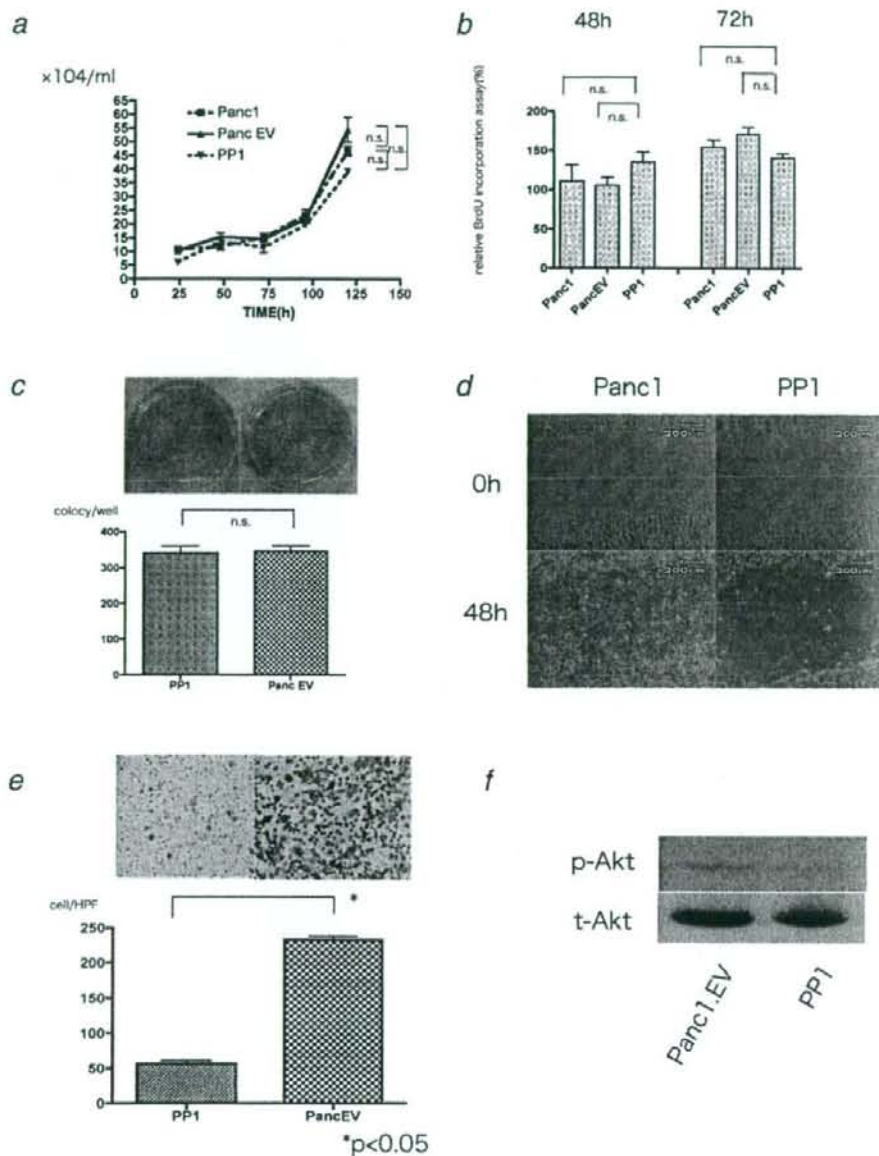 a
×104/ml
65
60
55
50
45
40
35
30
25
20
15
10
5
0
Panc1
Panc EV
PP1
n.s.
n.s.
n.s
25 50 75 100 125 150
TIME(h)
b
48h 72h
n.s. n.s.
n.s. n.s.
relative BrdU incorporation assay(%)
200
150
100
50
0
Panc1 PancEV PP1 Panc1 PancEV PP1
c
colocy/well
n.s.
400
300
200
100
0
PP1 Panc EV
d
Panc1 PP1
0h
48h
e
cell/HPF
*
250
200
150
100
50
0
PP1 PancEV
*p<0.05
f
p-Akt
t-Akt
Panc1.EV PP1